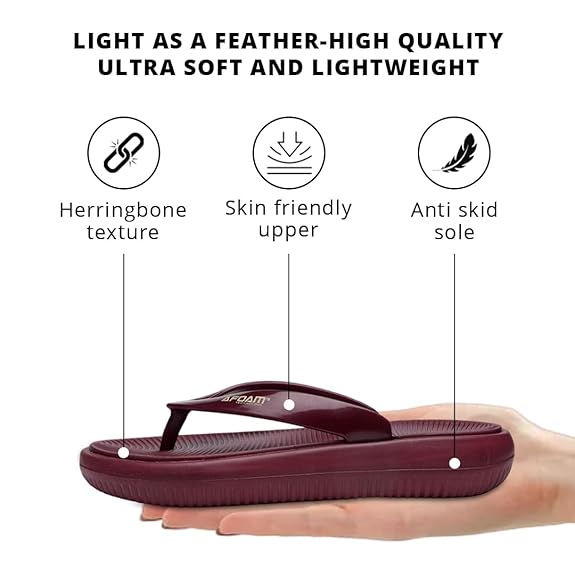 LIGHT AS A FEATHER-HIGH QUALITY
ULTRA SOFT AND LIGHTWEIGHT
Herringbone
texture
Skin friendly
upper
Anti skid
sole
AFOAM